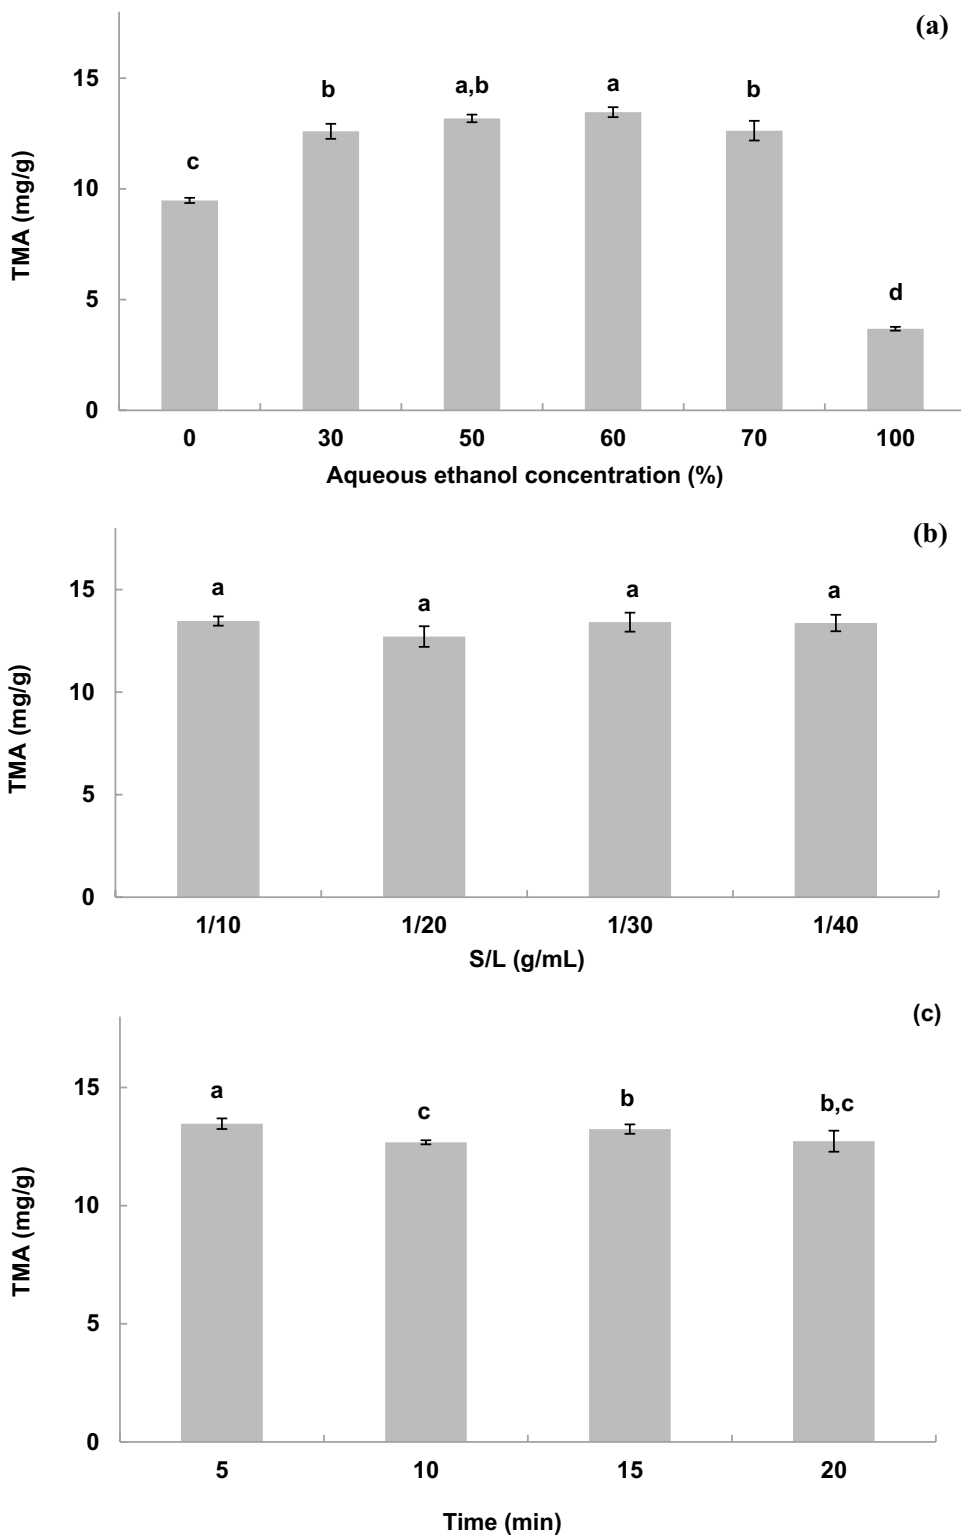 (a)
15
10
5
0
TMA (mg/g)
c
b
a,b
a
b
d
0 30 50 60 70 100
Aqueous ethanol concentration (%)
(b)
15
10
5
0
TMA (mg/g)
a
a
a
a
1/10 1/20 1/30 1/40
S/L (g/mL)
(c)
15
10
5
0
TMA (mg/g)
a
c
b
b,c
5 10 15 20
Time (min)